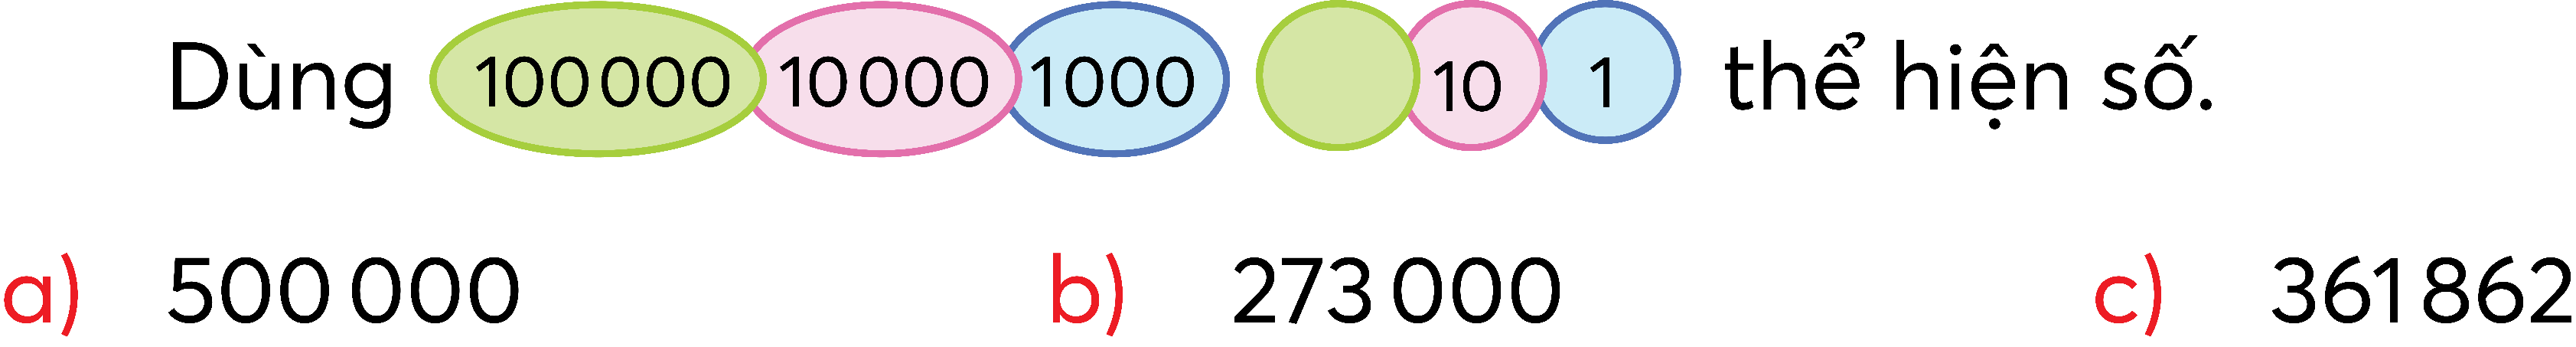 Dùng 100 000 10 000 1000 10 1 thể hiện số.
a) 500 000 b) 273 000 c) 361 862